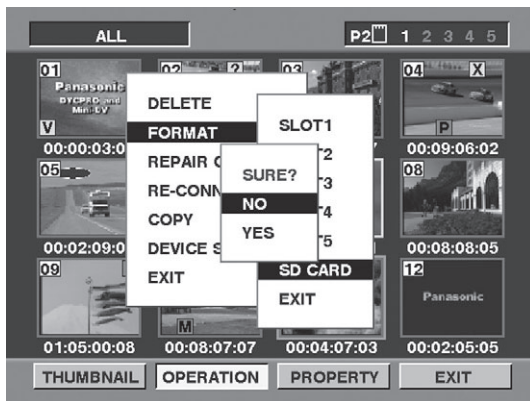 ALL
P2 1 2 3 4 5
01
Panasonic
DVCPRO and
Mini-DV
V
00:00:03:0
02
?
03
04
X
P
00:09:06:02
DELETE
FORMAT
REPAIR C
RE-CONN
COPY
DEVICE S
EXIT
SLOT1
2
3
4
5
SD CARD
EXIT
SURE?
NO
YES
05
00:02:09:0
08
00:08:08:05
09
01:05:00:08
M
00:08:07:07
00:04:07:03
12
Panasonic
00:02:05:05
THUMBNAIL OPERATION PROPERTY EXIT